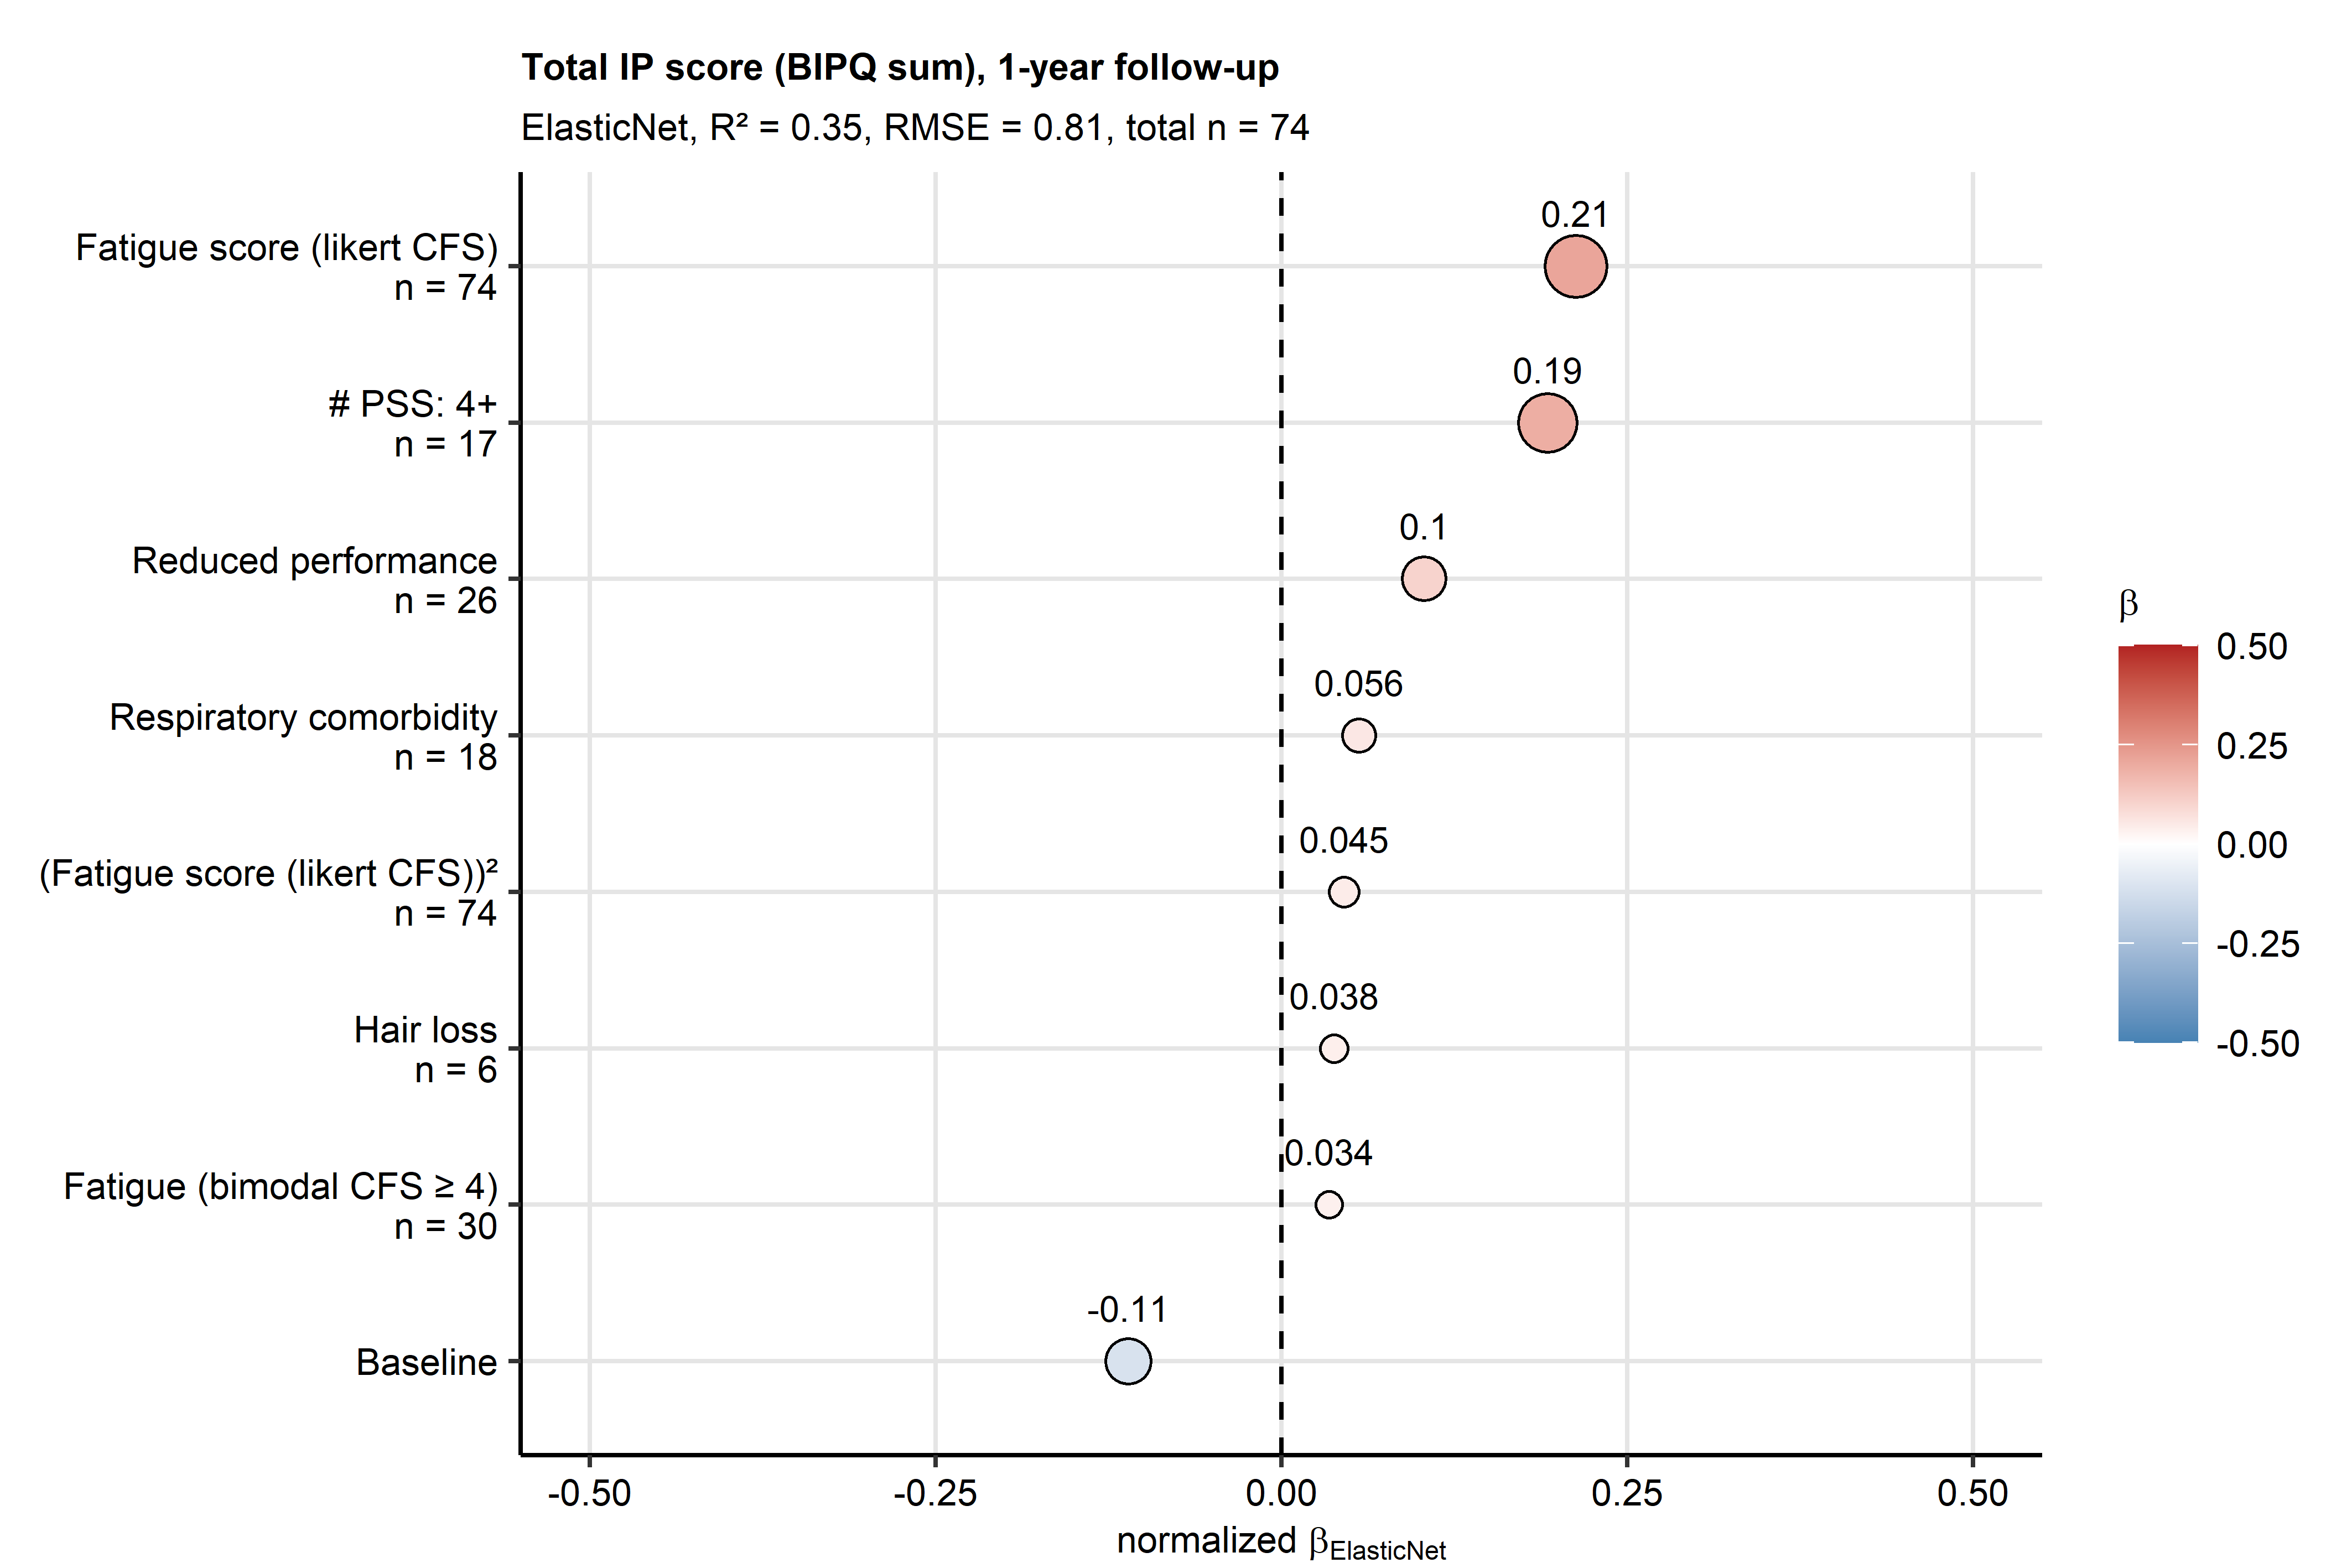 Total IP score (BIPQ sum), 1-year follow-up
ElasticNet, R² = 0.35, RMSE = 0.81, total n = 74
Fatigue score (likert CFS)
n = 74
0.21
# PSS: 4+
n = 17
0.19
Reduced performance
n = 26
0.1
Respiratory comorbidity
n = 18
0.056
(Fatigue score (likert CFS))²
n = 74
0.045
Hair loss
n = 6
0.038
Fatigue (bimodal CFS ≥ 4)
n = 30
0.034
Baseline
-0.11
-0.50
-0.25
0.00
0.25
0.50
normalized βElasticNet
β
0.50
0.25
0.00
-0.25
-0.50